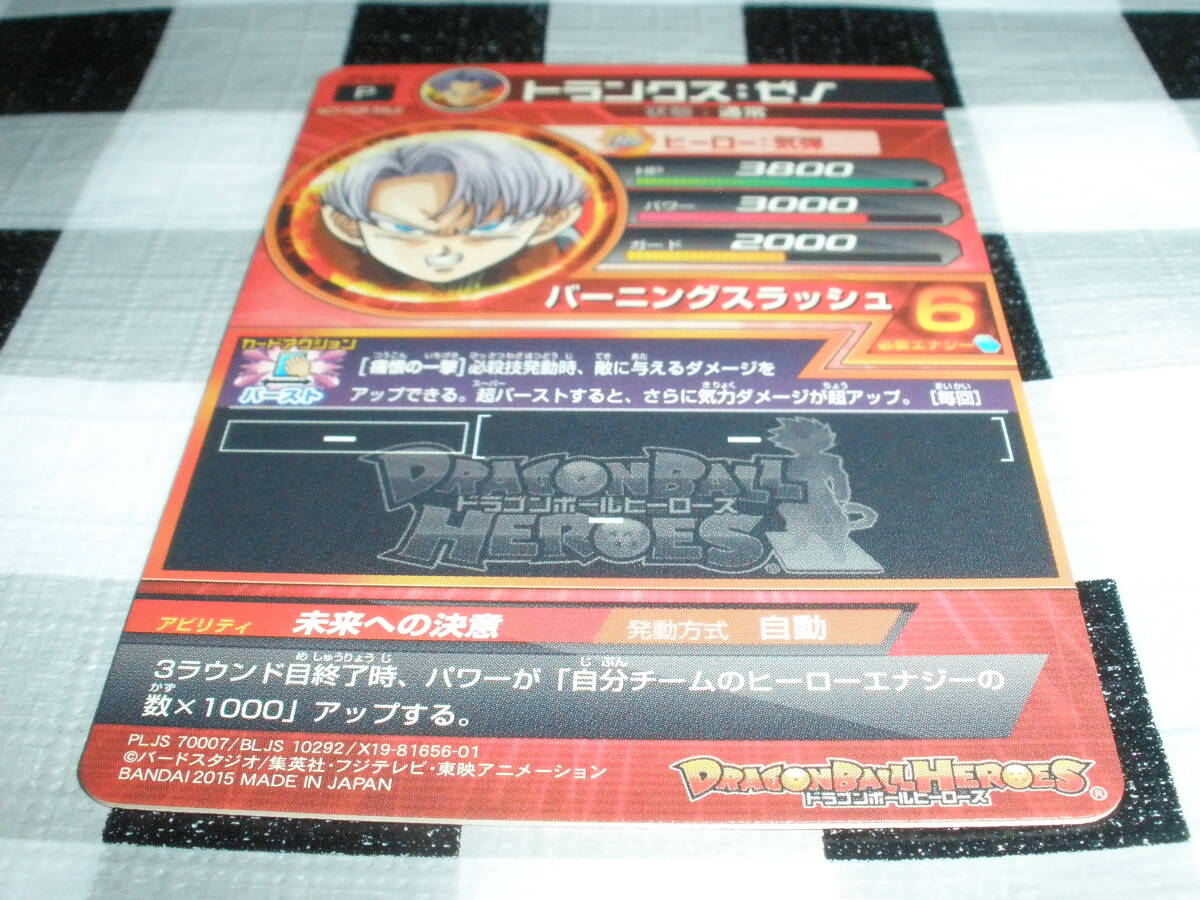 P
NOT FOR SALE
トランクス:ゼノ
状態:通常
ヒーロー:気弾
HP 3800
パワー 3000
ガード 2000
バーニングスラッシュ
6
必要エナジー
カードアクション
バースト
[痛恨の一撃]必殺技発動時、敵に与えるダメージを
アップできる。超バーストすると、さらに気力ダメージが超アップ。[毎回]
ー
ー
ー
DRAGONBALL
ドラゴンボールヒーローズ
HEROES
アビリティ 未来への決意 発動方式 自動
3ラウンド目終了時、パワーが「自分チームのヒーローエナジーの
数×1000」アップする。
PLJS 70007/BLJS 10292/X19-81656-01
©バードスタジオ/集英社・フジテレビ・東映アニメーション
BANDAI 2015 MADE IN JAPAN
DRAGONBALL HEROES
ドラゴンボールヒーローズ